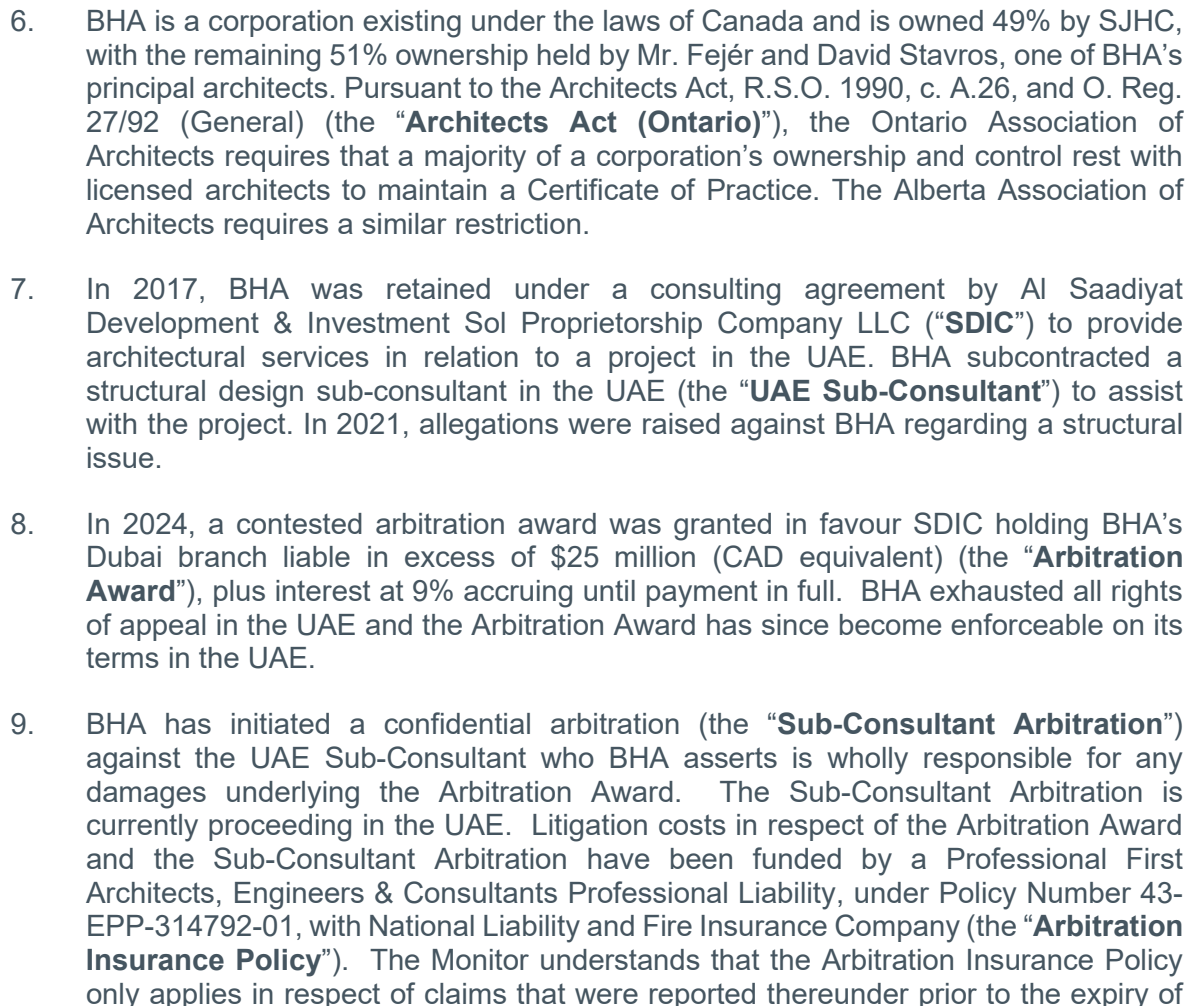 6. BHA is a corporation existing under the laws of Canada and is owned 49% by SJHC,
with the remaining 51% ownership held by Mr. Fejér and David Stavros, one of BHA’s
principal architects. Pursuant to the Architects Act, R.S.O. 1990, c. A.26, and O. Reg.
27/92 (General) (the “Architects Act (Ontario)”), the Ontario Association of
Architects requires that a majority of a corporation’s ownership and control rest with
licensed architects to maintain a Certificate of Practice. The Alberta Association of
Architects requires a similar restriction.
7. In 2017, BHA was retained under a consulting agreement by Al Saadiyat
Development & Investment Sol Proprietorship Company LLC (“SDIC”) to provide
architectural services in relation to a project in the UAE. BHA subcontracted a
structural design sub-consultant in the UAE (the “UAE Sub-Consultant”) to assist
with the project. In 2021, allegations were raised against BHA regarding a structural
issue.
8. In 2024, a contested arbitration award was granted in favour SDIC holding BHA’s
Dubai branch liable in excess of $25 million (CAD equivalent) (the “Arbitration
Award”), plus interest at 9% accruing until payment in full. BHA exhausted all rights
of appeal in the UAE and the Arbitration Award has since become enforceable on its
terms in the UAE.
9. BHA has initiated a confidential arbitration (the “Sub-Consultant Arbitration”)
against the UAE Sub-Consultant who BHA asserts is wholly responsible for any
damages underlying the Arbitration Award. The Sub-Consultant Arbitration is
currently proceeding in the UAE. Litigation costs in respect of the Arbitration Award
and the Sub-Consultant Arbitration have been funded by a Professional First
Architects, Engineers & Consultants Professional Liability, under Policy Number 43-
EPP-314792-01, with National Liability and Fire Insurance Company (the “Arbitration
Insurance Policy”). The Monitor understands that the Arbitration Insurance Policy
only applies in respect of claims that were reported thereunder prior to the expiry of